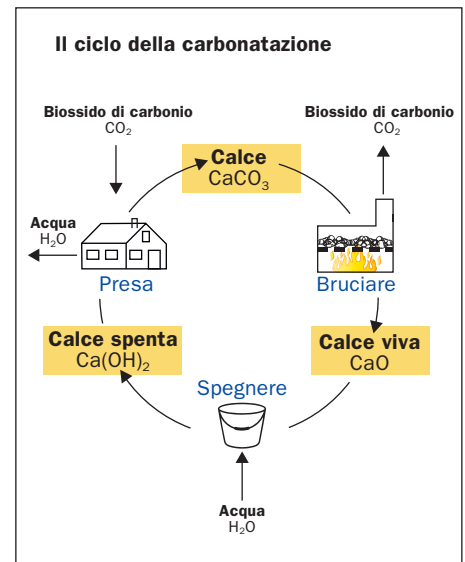 Il ciclo della carbonatazione
Biossido di carbonio
CO₂
Biossido di carbonio
CO₂
Calce
CaCO₃
Acqua
H₂O
Presa
Bruciare
Calce spenta
Ca(OH)₂
Calce viva
CaO
Spegnere
Acqua
H₂O